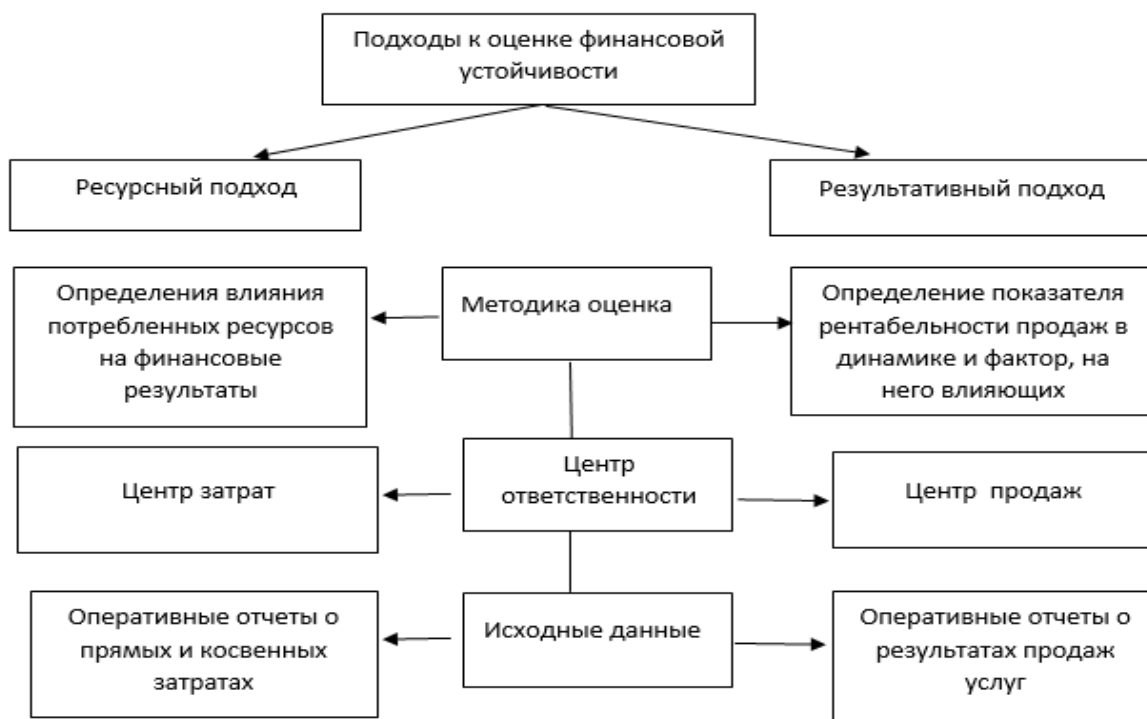 Подходы к оценке финансовой
устойчивости
Ресурсный подход
Результативный подход
Определения влияния
потребленных ресурсов
на финансовые
результаты
Методика оценка
Определение показателя
рентабельности продаж в
динамике и фактор, на
него влияющих
Центр затрат
Центр
ответственности
Центр продаж
Оперативные отчеты о
прямых и косвенных
затратах
Исходные данные
Оперативные отчеты о
результатах продаж
услуг